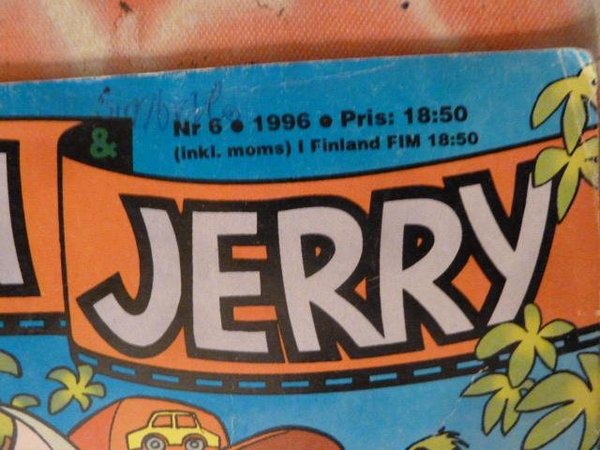 Nr 6 • 1996 • Pris: 18:50
(inkl. moms) I Finland FIM 18:50
& JERRY